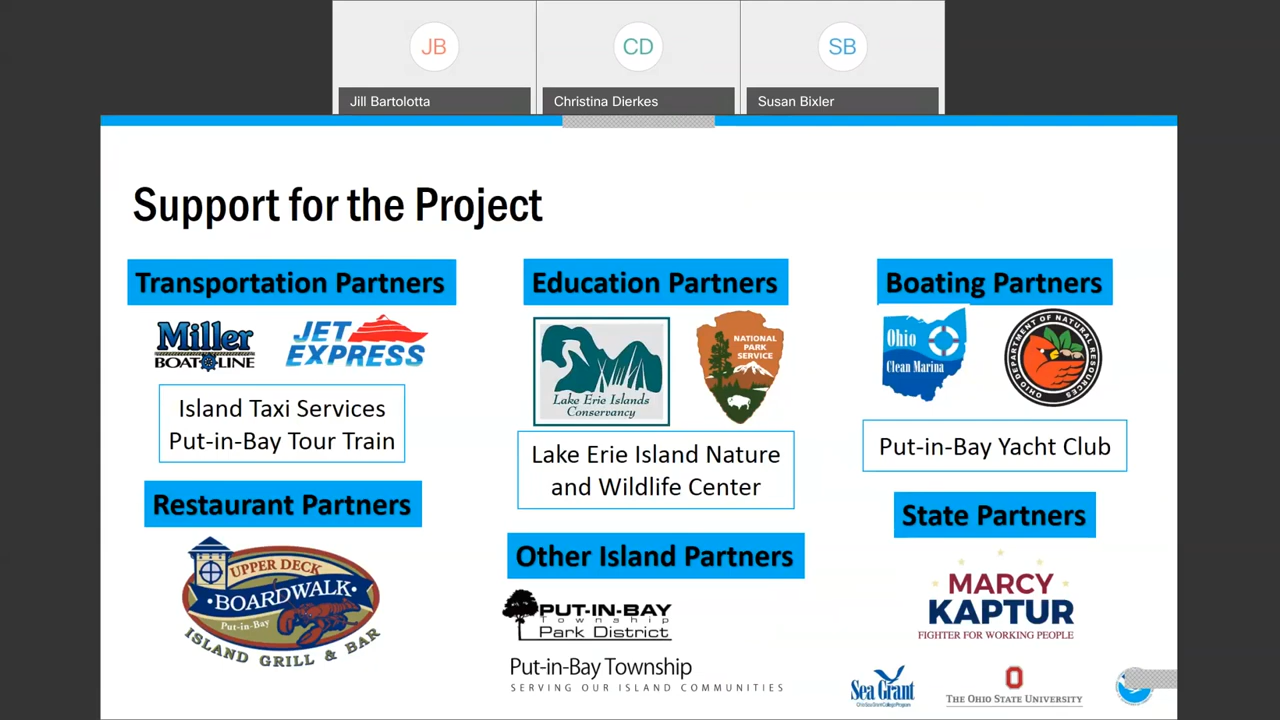 JB
CD
SB
Jill Bartolotta
Christina Dierkes
Susan Bixler
Support for the Project
Transportation Partners
Miller
BOAT LINE
JET
EXPRESS
Island Taxi Services
Put-in-Bay Tour Train
Restaurant Partners
UPPER DECK
BOARDWALK
Put-in-Bay
ISLAND GRILL & BAR
Education Partners
Lake Erie Islands
Conservancy
NATIONAL
PARK
SERVICE
Lake Erie Island Nature
and Wildlife Center
Other Island Partners
PUT-IN-BAY
Township
Park District
Put-in-Bay Township
SERVING OUR ISLAND COMMUNITIES
Boating Partners
Ohio
Clean Marina
OHIO DEPARTMENT OF NATURAL RESOURCES
Put-in-Bay Yacht Club
State Partners
MARCY
KAPTUR
FIGHTER FOR WORKING PEOPLE
Sea Grant
Ohio Sea Grant College Program
THE OHIO STATE UNIVERSITY